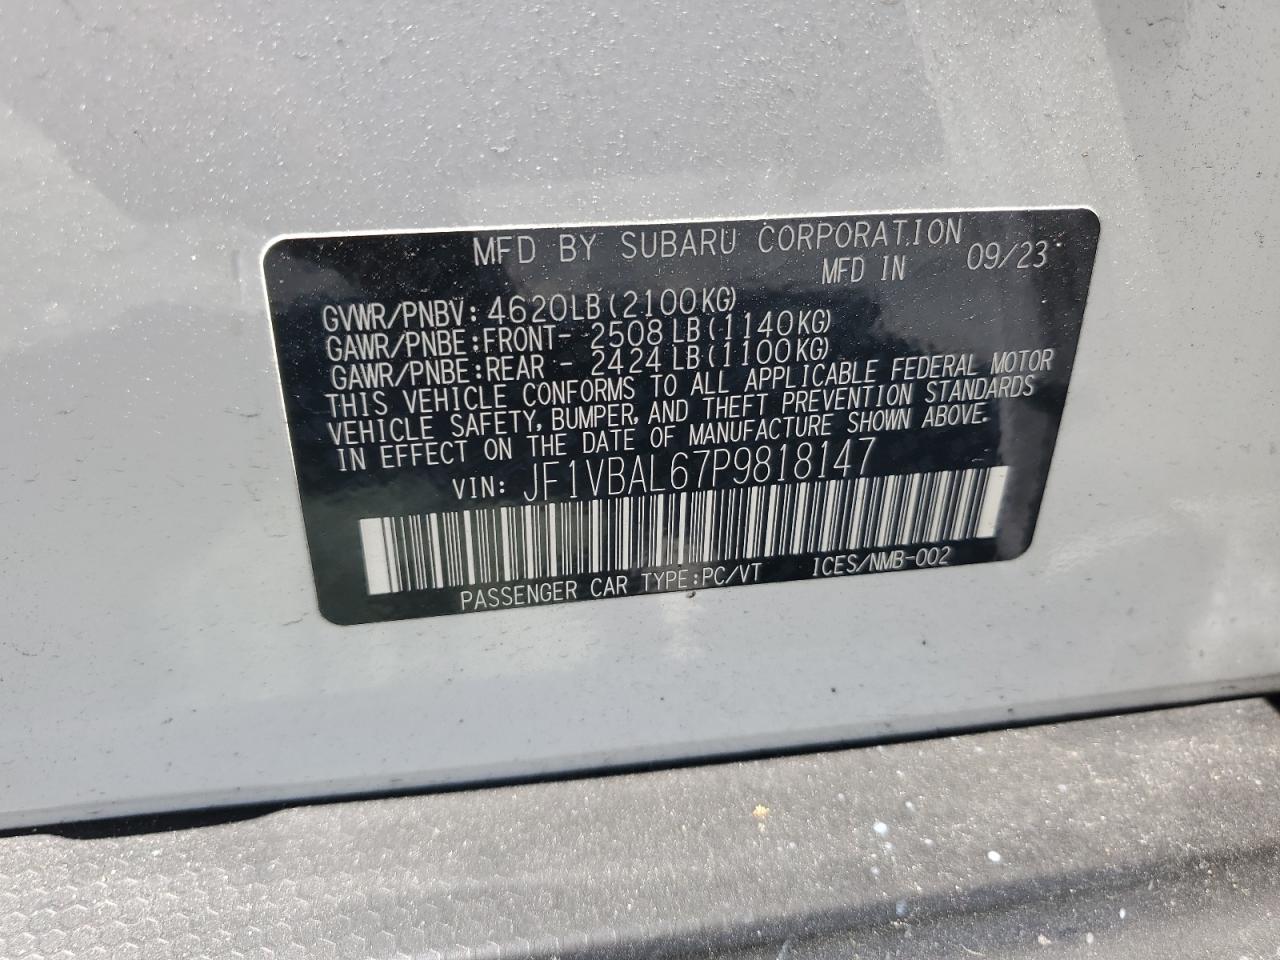 MFD BY SUBARU CORPORATION
MFD IN 09/23
GVWR/PNBV: 4620LB(2100KG)
GAWR/PNBE:FRONT- 2508LB(1140KG)
GAWR/PNBE:REAR - 2424LB(1100KG)
THIS VEHICLE CONFORMS TO ALL APPLICABLE FEDERAL MOTOR
VEHICLE SAFETY, BUMPER, AND THEFT PREVENTION STANDARDS
IN EFFECT ON THE DATE OF MANUFACTURE SHOWN ABOVE.
VIN: JF1VBAL67P9818147
PASSENGER CAR TYPE:PC/VT ICES/NMB-002